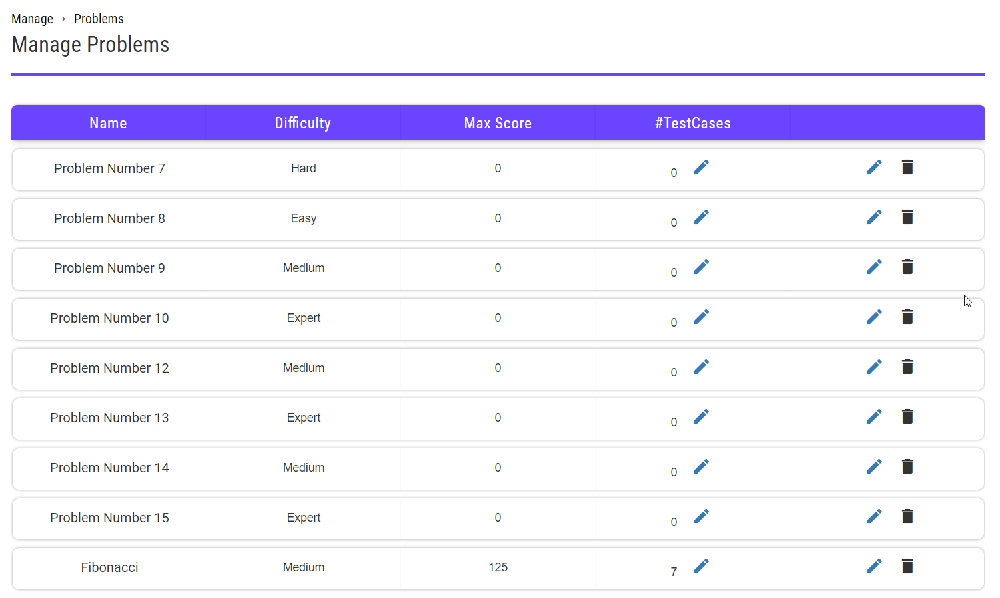 Manage › Problems
Manage Problems
Name Difficulty Max Score #TestCases
Problem Number 7 Hard 0 0
Problem Number 8 Easy 0 0
Problem Number 9 Medium 0 0
Problem Number 10 Expert 0 0
Problem Number 12 Medium 0 0
Problem Number 13 Expert 0 0
Problem Number 14 Medium 0 0
Problem Number 15 Expert 0 0
Fibonacci Medium 125 7